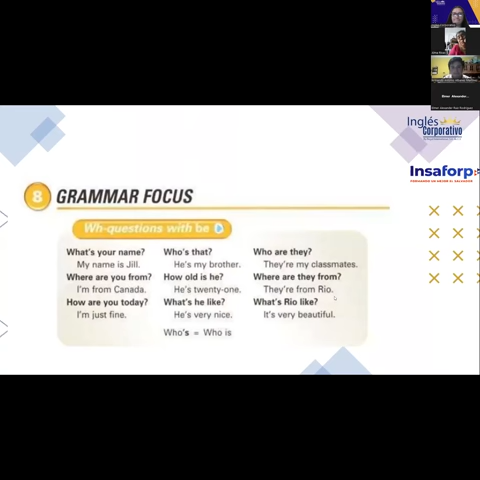 Inglés
Corporativo
Insaforp
8 GRAMMAR FOCUS
Wh-questions with be
What's your name?
My name is Jill.
Where are you from?
I'm from Canada.
How are you today?
I'm just fine.
Who's that?
He's my brother.
How old is he?
He's twenty-one.
What's he like?
He's very nice.
Who's = Who is
Who are they?
They're my classmates.
Where are they from?
They're from Rio.
What's Rio like?
It's very beautiful.